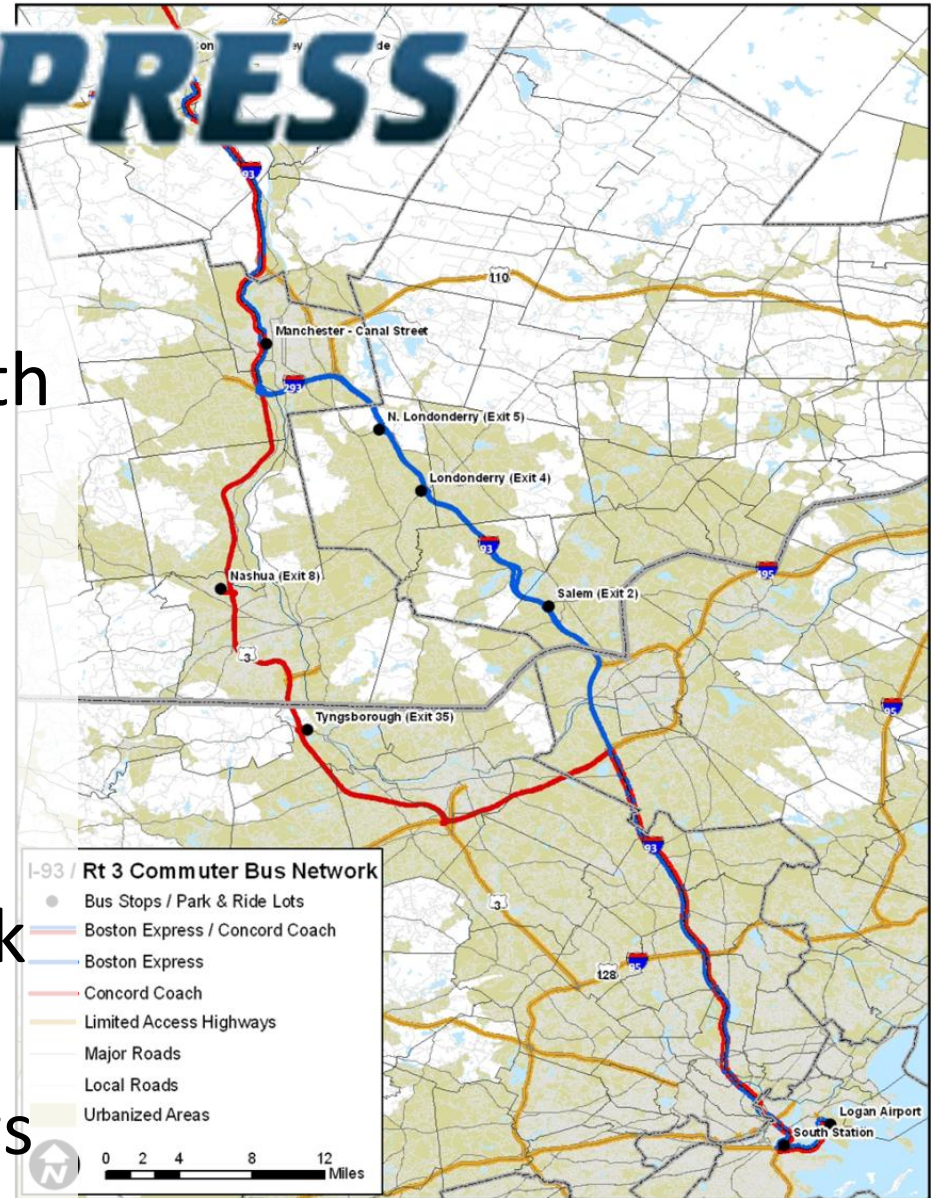 PRESS
93
110
Manchester - Canal Street
293
N. Londonderry (Exit 5)
Londonderry (Exit 4)
93
495
Nashua (Exit 8)
Salem (Exit 2)
3
95
Tyngsborough (Exit 35)
93
3
128
95
Logan Airport
South Station
I-93 / Rt 3 Commuter Bus Network
Bus Stops / Park & Ride Lots
Boston Express / Concord Coach
Boston Express
Concord Coach
Limited Access Highways
Major Roads
Local Roads
Urbanized Areas
N
0 2 4 8 12
Miles